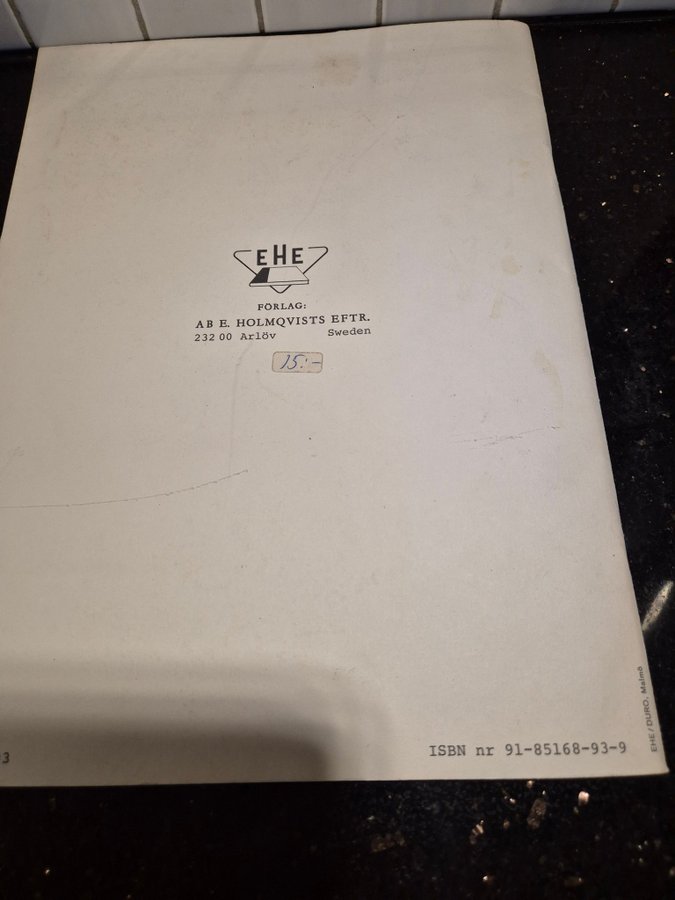 EHE
FÖRLAG:
AB E. HOLMQVISTS EFTR.
232 00 Arlöv Sweden
15:-
3
ISBN nr 91-85168-93-9
EHE/DURO, Malmö